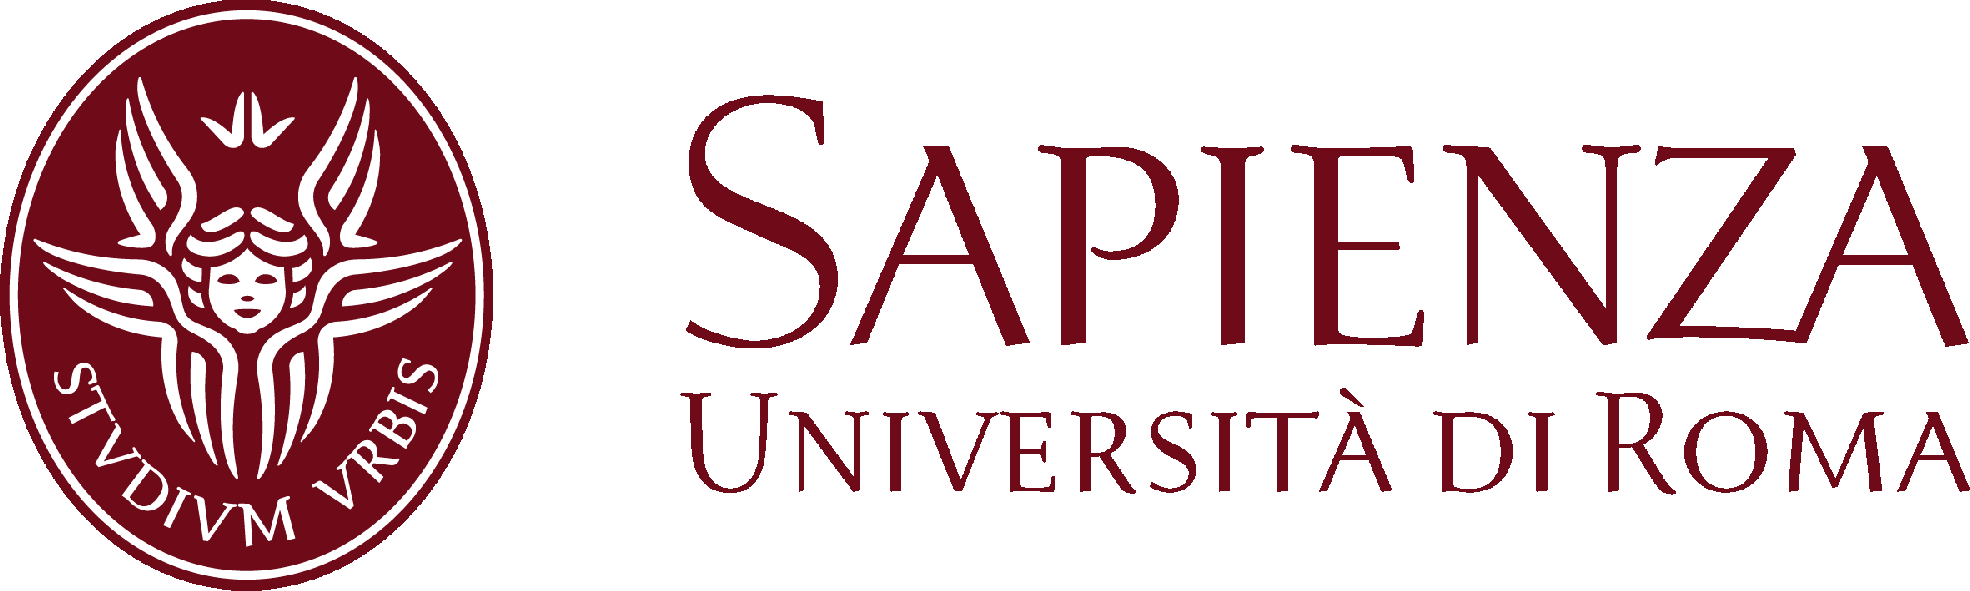 STVDIVM VRBIS
SAPIENZA
UNIVERSITÀ DI ROMA